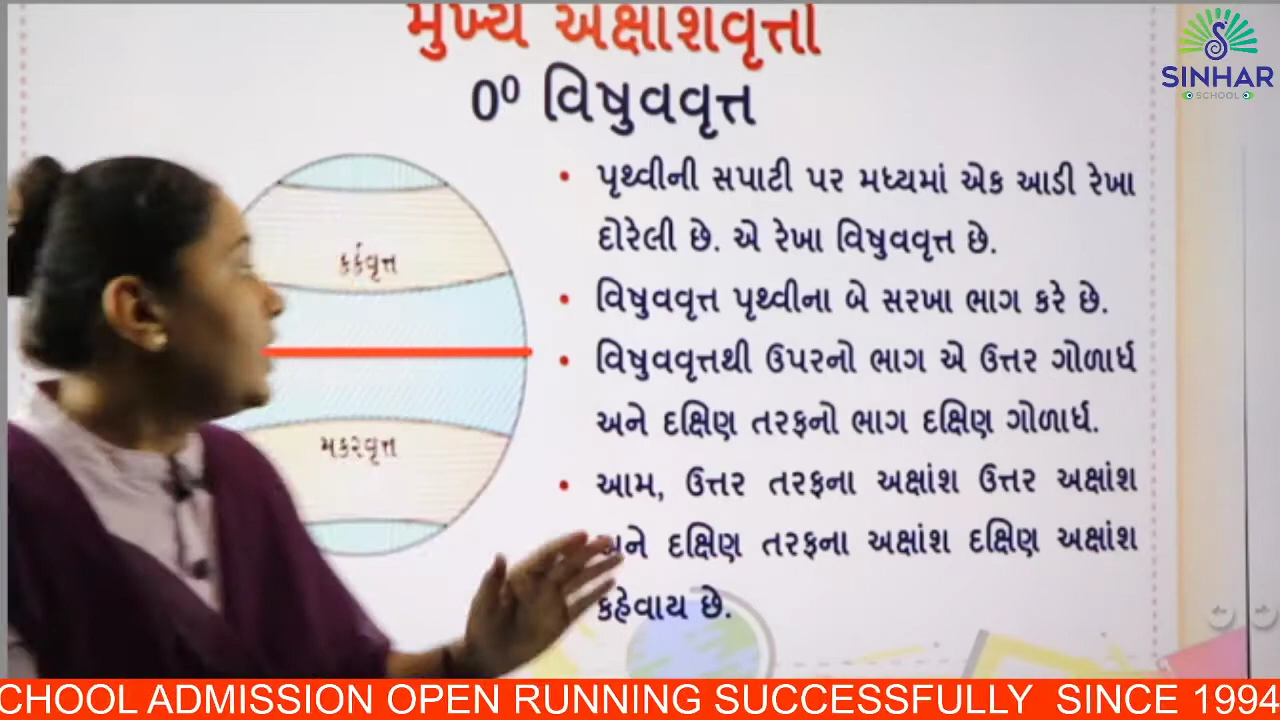 મુખ્ય અક્ષાંશવૃત્તો
0⁰ વિષુવવૃત્ત
SINHAR
SCHOOL
• પૃથ્વીની સપાટી પર મધ્યમાં એક આડી રેખા
દોરેલી છે. એ રેખા વિષુવવૃત્ત છે.
• વિષુવવૃત્ત પૃથ્વીના બે સરખા ભાગ કરે છે.
• વિષુવવૃત્તથી ઉપરનો ભાગ એ ઉત્તર ગોળાર્ધ
અને દક્ષિણ તરફનો ભાગ દક્ષિણ ગોળાર્ધ.
• આમ, ઉત્તર તરફના અક્ષાંશ ઉત્તર અક્ષાંશ
અને દક્ષિણ તરફના અક્ષાંશ દક્ષિણ અક્ષાંશ
કહેવાય છે.
કર્કવૃત્ત
મકરવૃત્ત
CHOOL ADMISSION OPEN RUNNING SUCCESSFULLY SINCE 1994